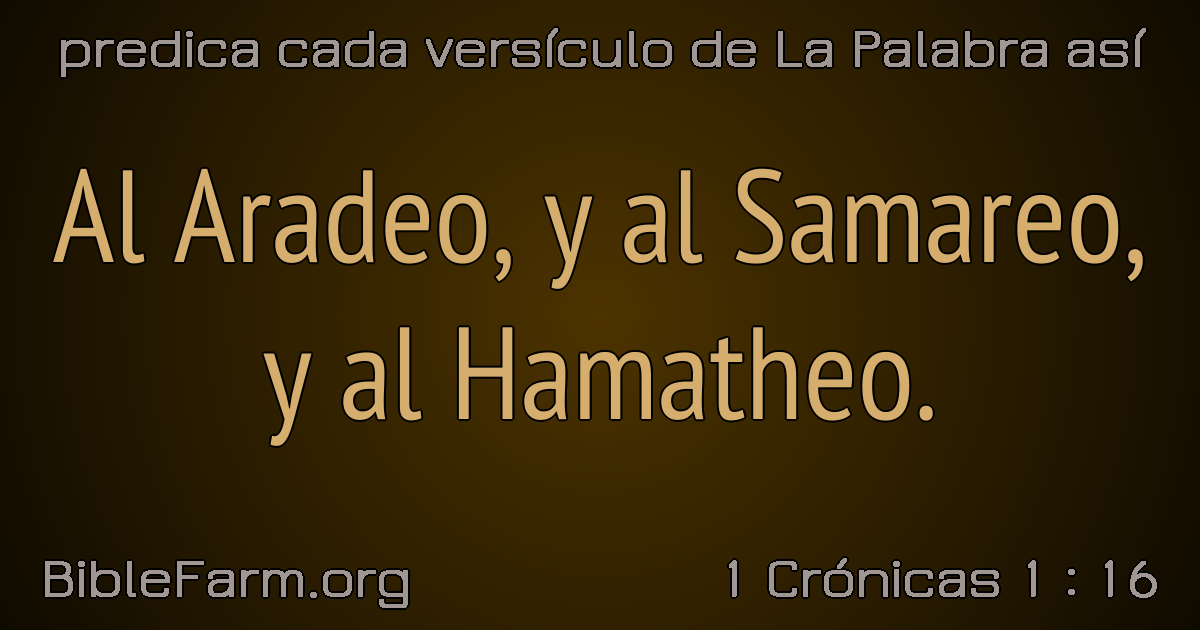 predica cada versículo de La Palabra así
Al Aradeo, y al Samareo,
y al Hamatheo.
BibleFarm.org
1 Crónicas 1 : 16